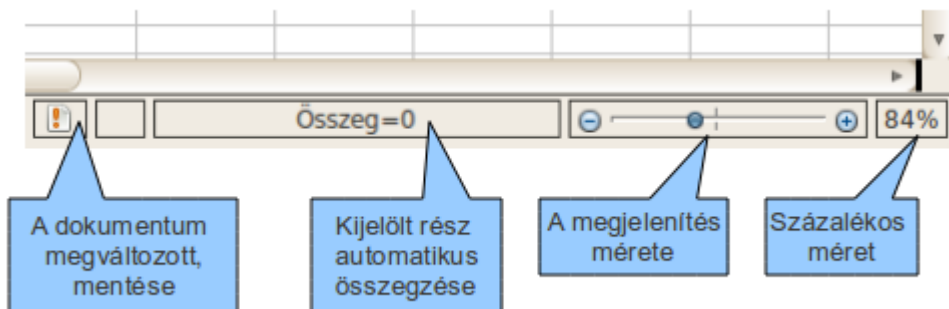 Összeg=0
84%
A dokumentum
megváltozott,
mentése
Kijelölt rész
automatikus
összegzése
A megjelenítés
mérete
Százalékos
méret